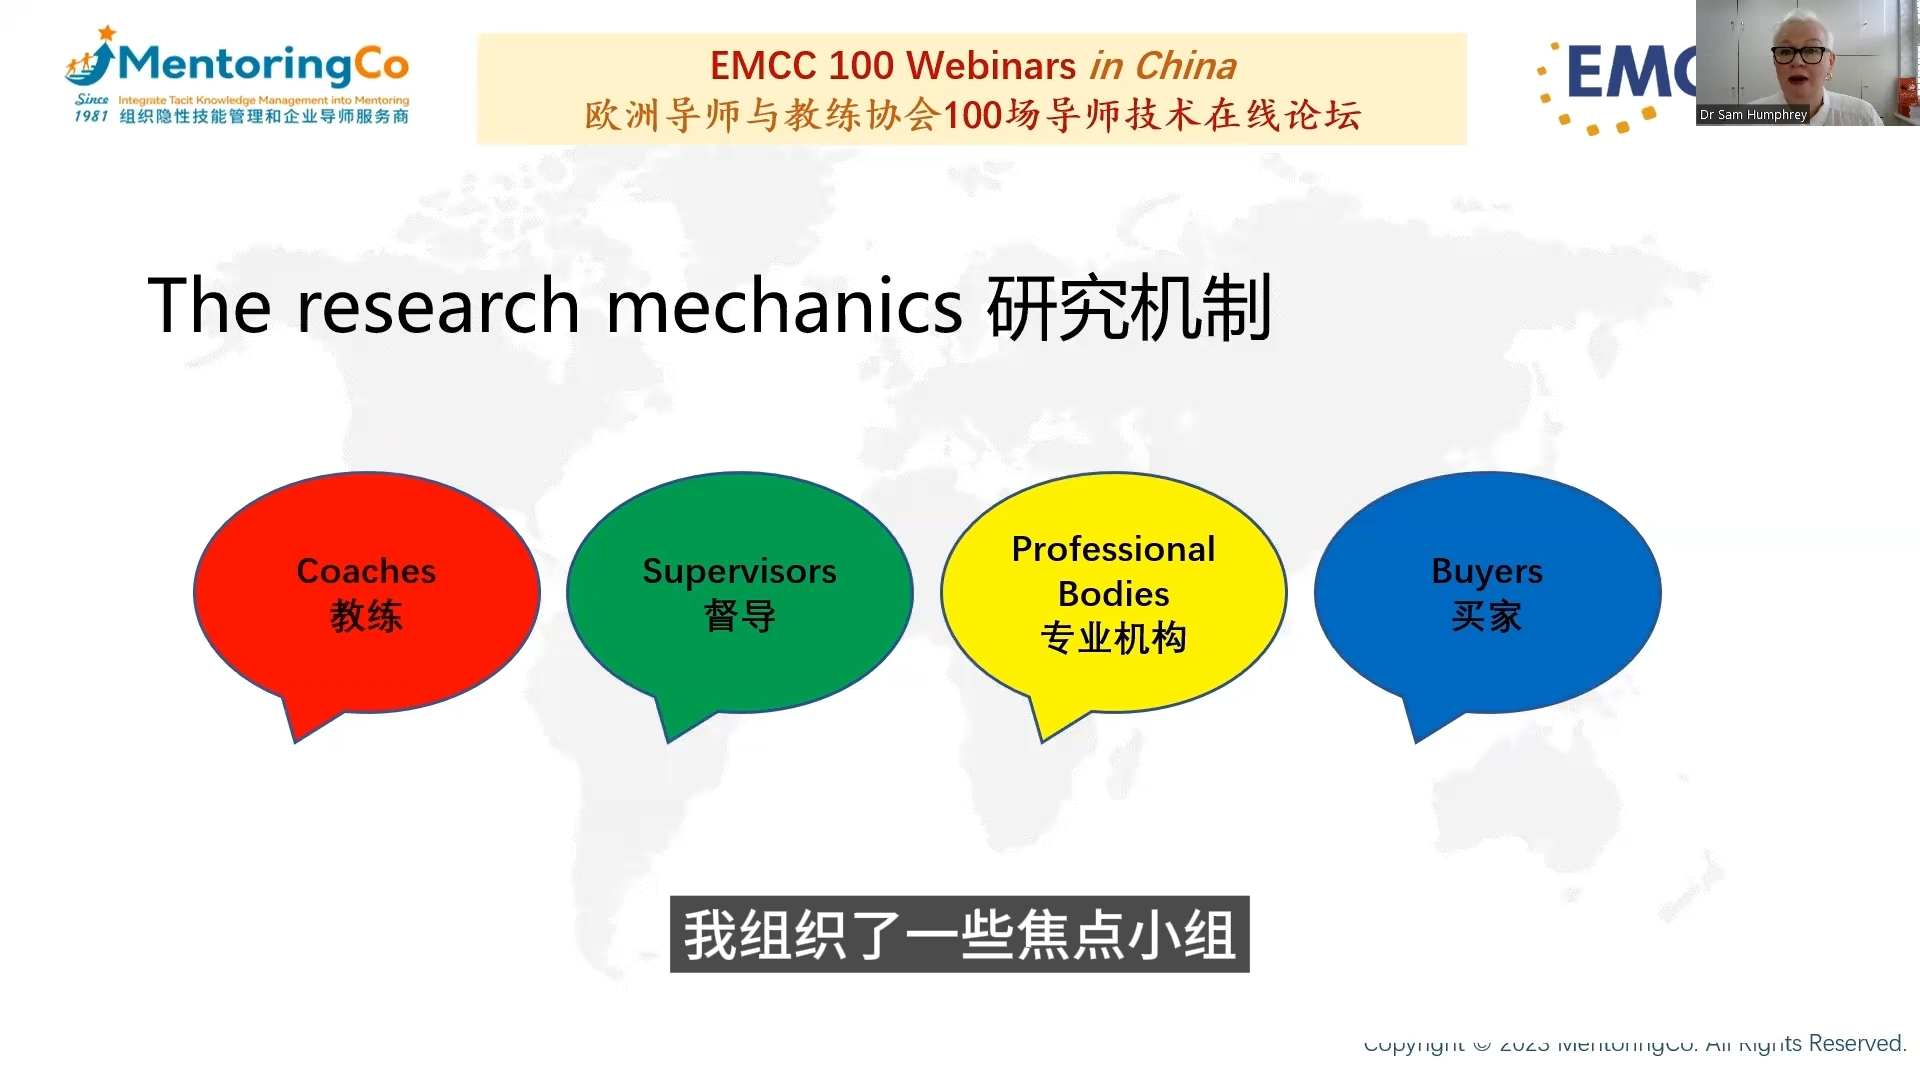 MentoringCo
Since 1981
Integrate Tacit Knowledge Management into Mentoring
组织隐性技能管理和企业导师服务商
EMCC 100 Webinars in China
欧洲导师与教练协会100场导师技术在线论坛
EMC
Dr Sam Humphrey
The research mechanics 研究机制
Coaches
教练
Supervisors
督导
Professional
Bodies
专业机构
Buyers
买家
我组织了一些焦点小组
Copyright © 2023 MentoringCo. All Rights Reserved.